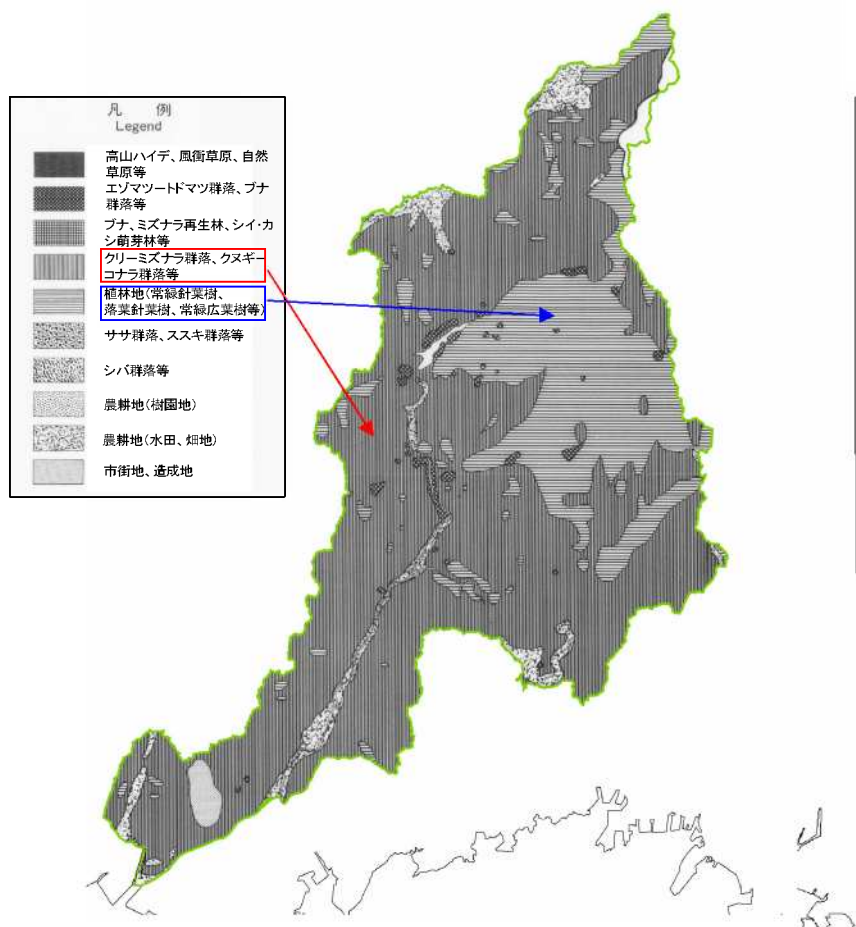 凡 例
Legend
高山ハイデ、風衝草原、自然
草原等
エゾマツートドマツ群落、ブナ
群落等
ブナ、ミズナラ再生林、シイ・カ
シ萌芽林等
クリーミズナラ群落、クヌギー
コナラ群落等
植林地(常緑針葉樹、
落葉針葉樹、常緑広葉樹等)
ササ群落、ススキ群落等
シバ群落等
農耕地(樹園地)
農耕地(水田、畑地)
市街地、造成地